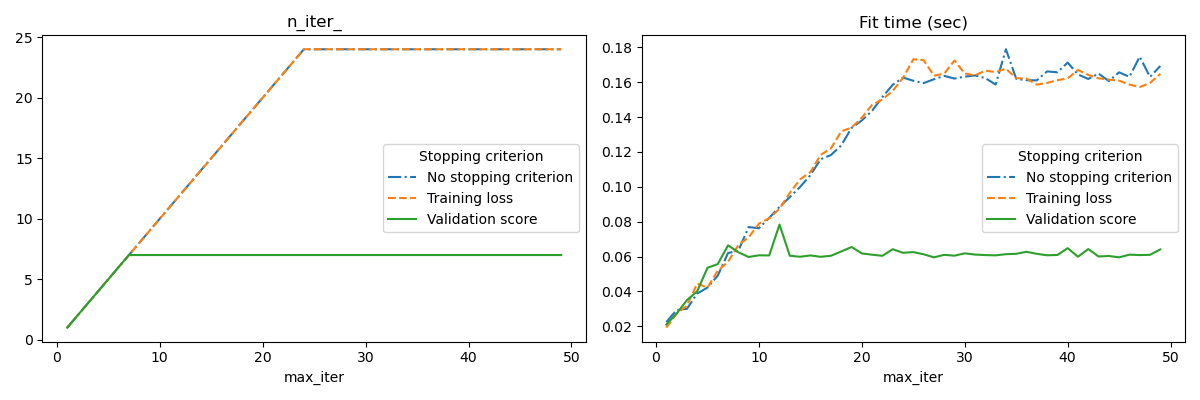 n_iter_
25
20
15
10
5
0
Stopping criterion
No stopping criterion
Training loss
Validation score
0 10 20 30 40 50
max_iter
Fit time (sec)
0.18
0.16
0.14
0.12
0.10
0.08
0.06
0.04
0.02
Stopping criterion
No stopping criterion
Training loss
Validation score
0 10 20 30 40 50
max_iter